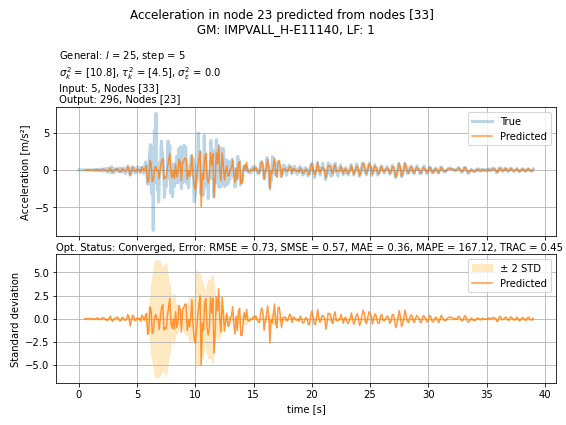 Acceleration in node 23 predicted from nodes [33]
GM: IMPVALL_H-E11140, LF: 1
General: l = 25, step = 5
σ²ₖ = [10.8], τ²ₖ = [4.5], σ²ε = 0.0
Input: 5, Nodes [33]
Output: 296, Nodes [23]
Acceleration [m/s²]
5
0
−5
True
Predicted
Opt. Status: Converged, Error: RMSE = 0.73, SMSE = 0.57, MAE = 0.36, MAPE = 167.12, TRAC = 0.45
Standard deviation
5.0
2.5
0.0
−2.5
−5.0
± 2 STD
Predicted
0 5 10 15 20 25 30 35 40
time [s]